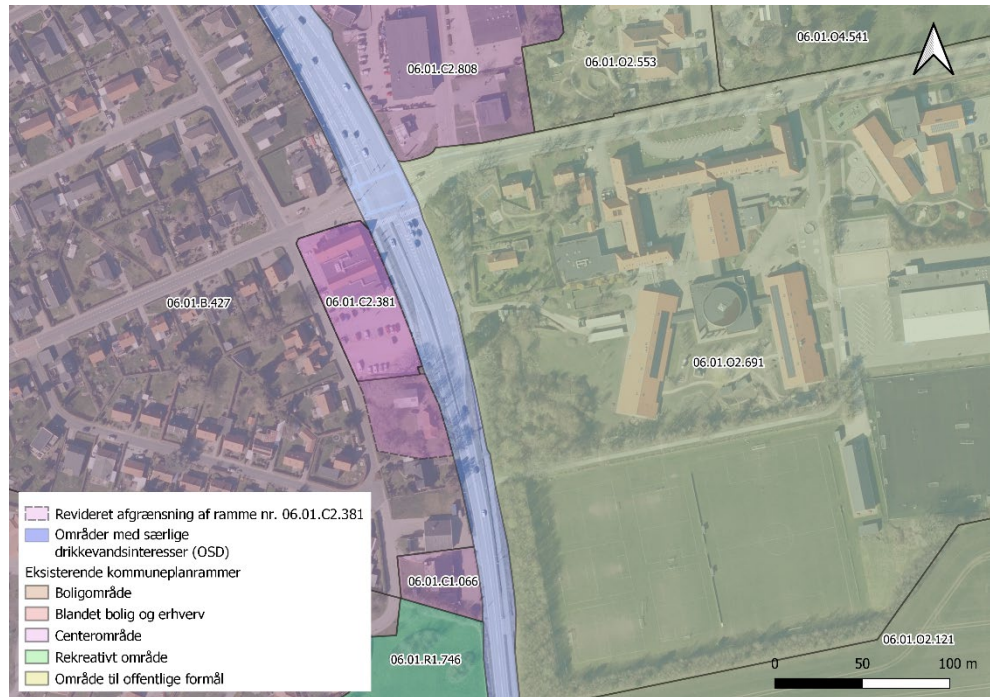 06.01.O4.541
06.01.C2.808
06.01.O2.553
06.01.B.427
06.01.C2.381
06.01.O2.691
06.01.C1.066
06.01.R1.746
06.01.O2.121
Revideret afgrænsning af ramme nr. 06.01.C2.381
Områder med særlige
drikkevandsinteresser (OSD)
Eksisterende kommuneplanrammer
Boligområde
Blandet bolig og erhverv
Centerområde
Rekreativt område
Område til offentlige formål
0 50 100 m